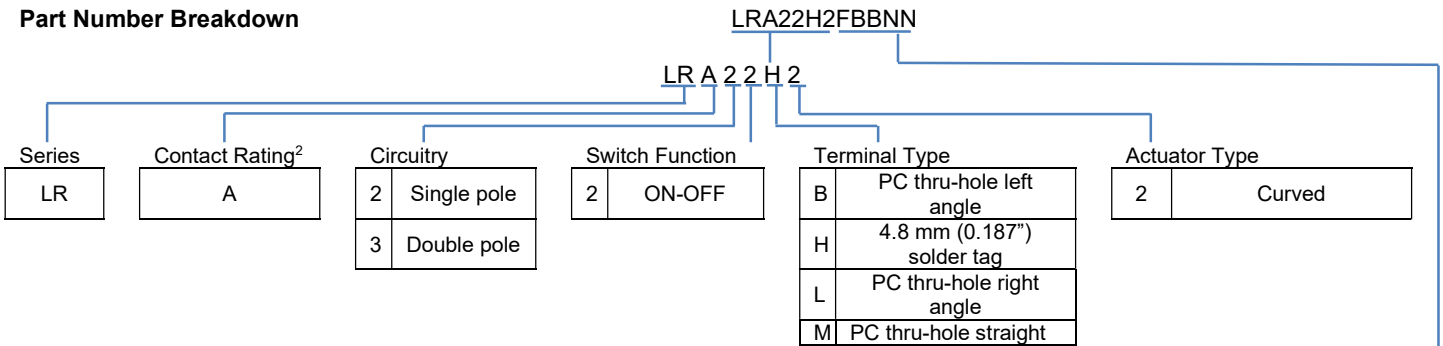 Part Number Breakdown LRA22H2FBBNN
LR A 2 2 H 2
Series Contact Rating2 Circuitry Switch Function Terminal Type Actuator Type
LR A 2 Single pole 2 ON-OFF B PC thru-hole left angle 2 Curved
3 Double pole H 4.8 mm (0.187”) solder tag
L PC thru-hole right angle
M PC thru-hole straight